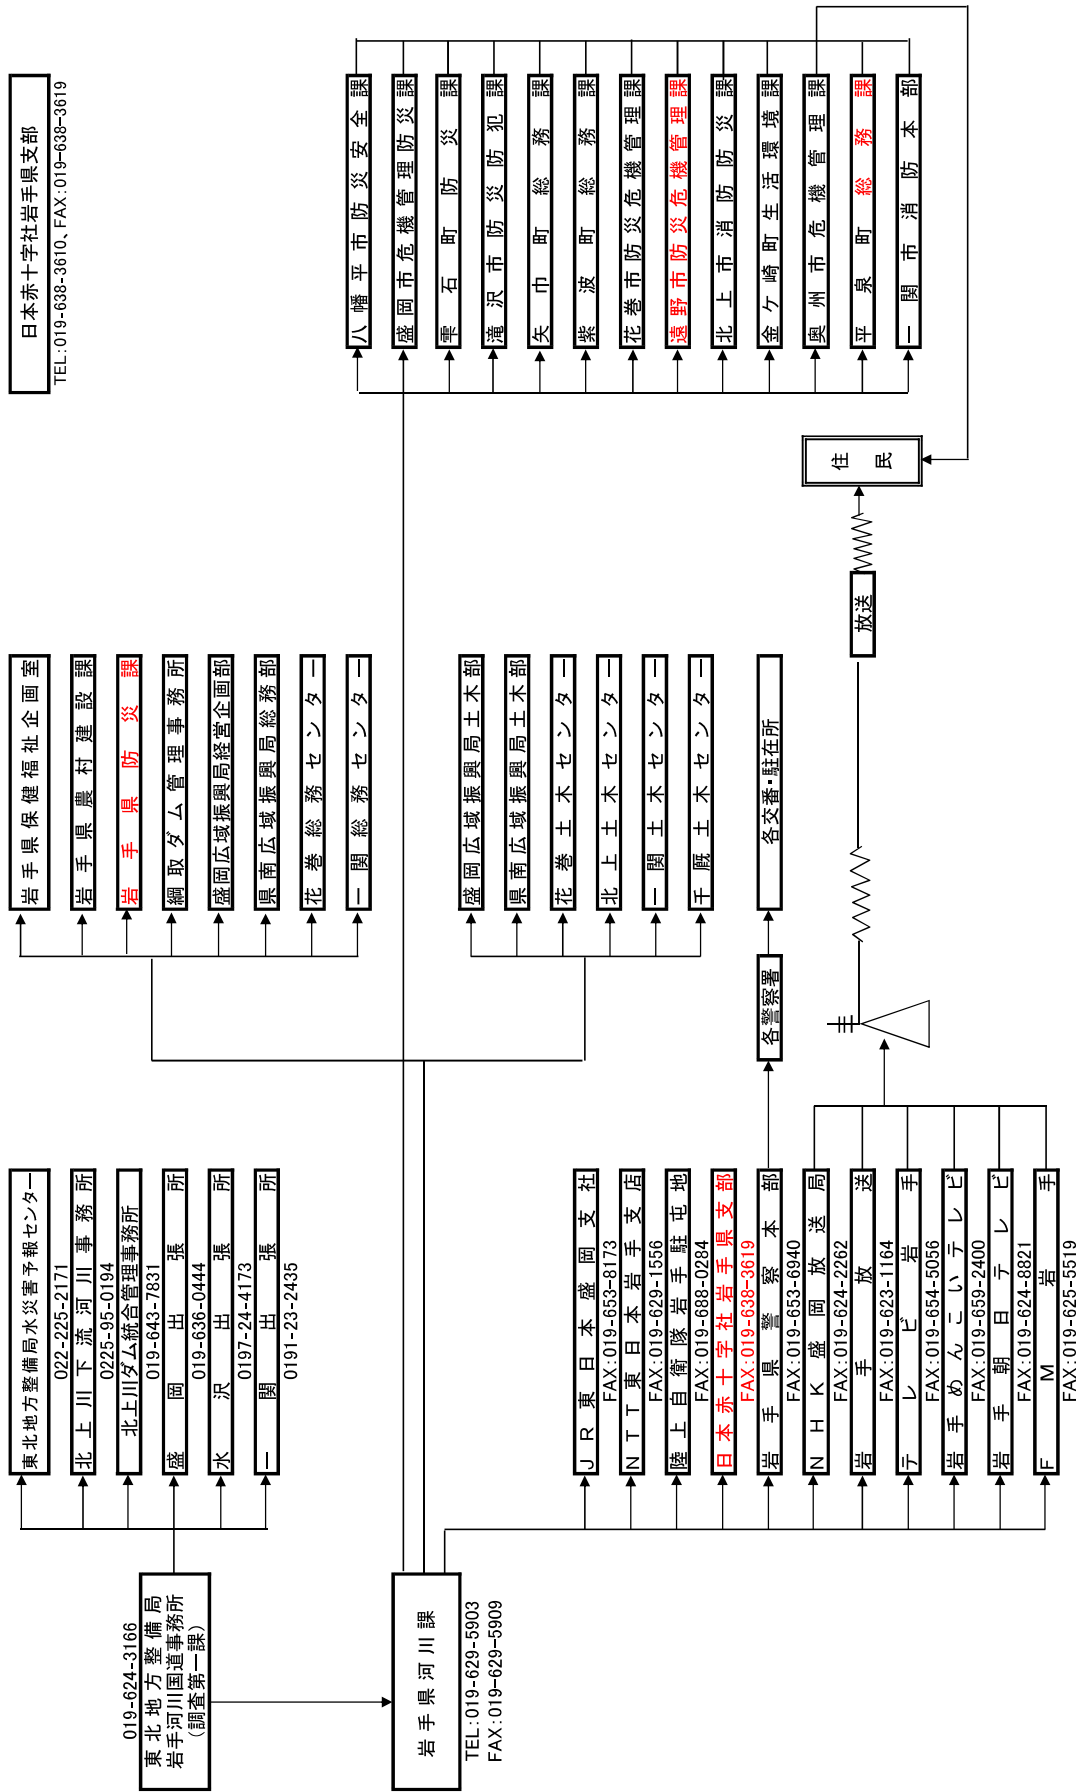 日本赤十字社岩手県支部
TEL:019-638-3610、FAX:019-638-3619
019-624-3166
東北地方整備局
岩手河川国道事務所
（調査第一課）
岩手県河川課
TEL:019-629-5903
FAX:019-629-5909
東北地方整備局水災害予報センター
022-225-2171
北上川下流河川事務所
0225-95-0194
北上川ダム統合管理事務所
019-643-7831
盛岡出張所
019-636-0444
水沢出張所
0197-24-4173
一関出張所
0191-23-2435
JR東日本盛岡支社
FAX:019-653-8173
NTT東日本岩手支店
FAX:019-629-1556
陸上自衛隊岩手駐屯地
FAX:019-688-0284
日本赤十字社岩手県支部
FAX:019-638-3619
岩手県警察本部
FAX:019-653-6940
NHK盛岡放送局
FAX:019-624-2262
岩手放送
FAX:019-623-1164
テレビ岩手
FAX:019-654-5056
岩手めんこいテレビ
FAX:019-659-2400
岩手朝日テレビ
FAX:019-624-8821
FM岩手
FAX:019-625-5519
岩手県保健福祉企画室
岩手県農村建設課
岩手県防災課
綱取ダム管理事務所
盛岡広域振興局経営企画部
県南広域振興局総務部
花巻総務センター
一関総務センター
盛岡広域振興局土木部
県南広域振興局土木部
花巻土木センター
北上土木センター
一関土木センター
千厩土木センター
各警察署
各交番・駐在所
放送
住民
八幡平市防災安全課
盛岡市危機管理防災課
雫石町防災課
滝沢市防災防犯課
矢巾町総務課
紫波町総務課
花巻市防災危機管理課
遠野市防災危機管理課
北上市消防防災課
金ケ崎町生活環境課
奥州市危機管理課
平泉町総務課
一関市消防本部